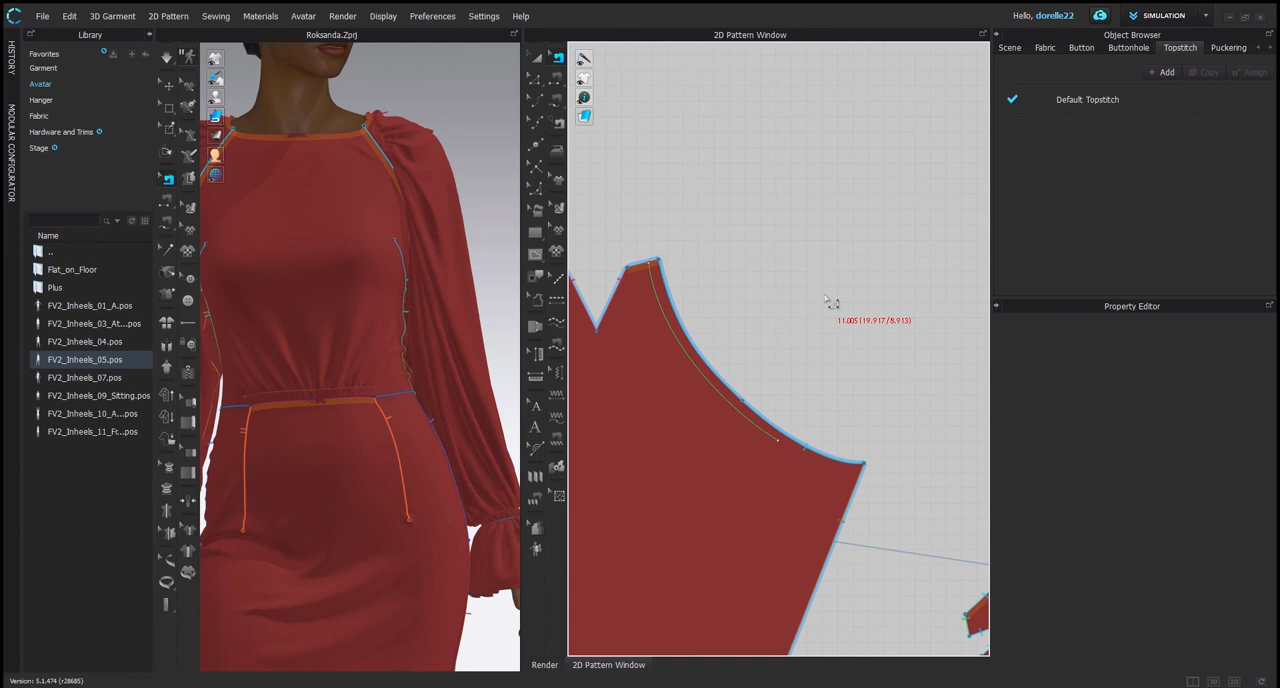 File Edit 3D Garment 2D Pattern Sewing Materials Avatar Render Display Preferences Settings Help
Hello, dorelle22
SIMULATION
HISTORY
MODULAR CONFIGURATOR
Library
Favorites
Garment
Avatar
Hanger
Fabric
Hardware and Trims
Stage
Name
..
Flat_on_Floor
Plus
FV2_Inheels_01_A.pos
FV2_Inheels_03_At...pos
FV2_Inheels_04.pos
FV2_Inheels_05.pos
FV2_Inheels_07.pos
FV2_Inheels_09_Sitting.pos
FV2_Inheels_10_A...pos
FV2_Inheels_11_Fr...pos
Roksanda.Zprj
2D Pattern Window
11.005 (19.917 /8.913)
A
A
Render 2D Pattern Window
Object Browser
Scene Fabric Button Buttonhole Topstitch Puckering
+ Add Copy Assign
Default Topstitch
Property Editor
Version: 5.1.474 (r28685)
3D 2D